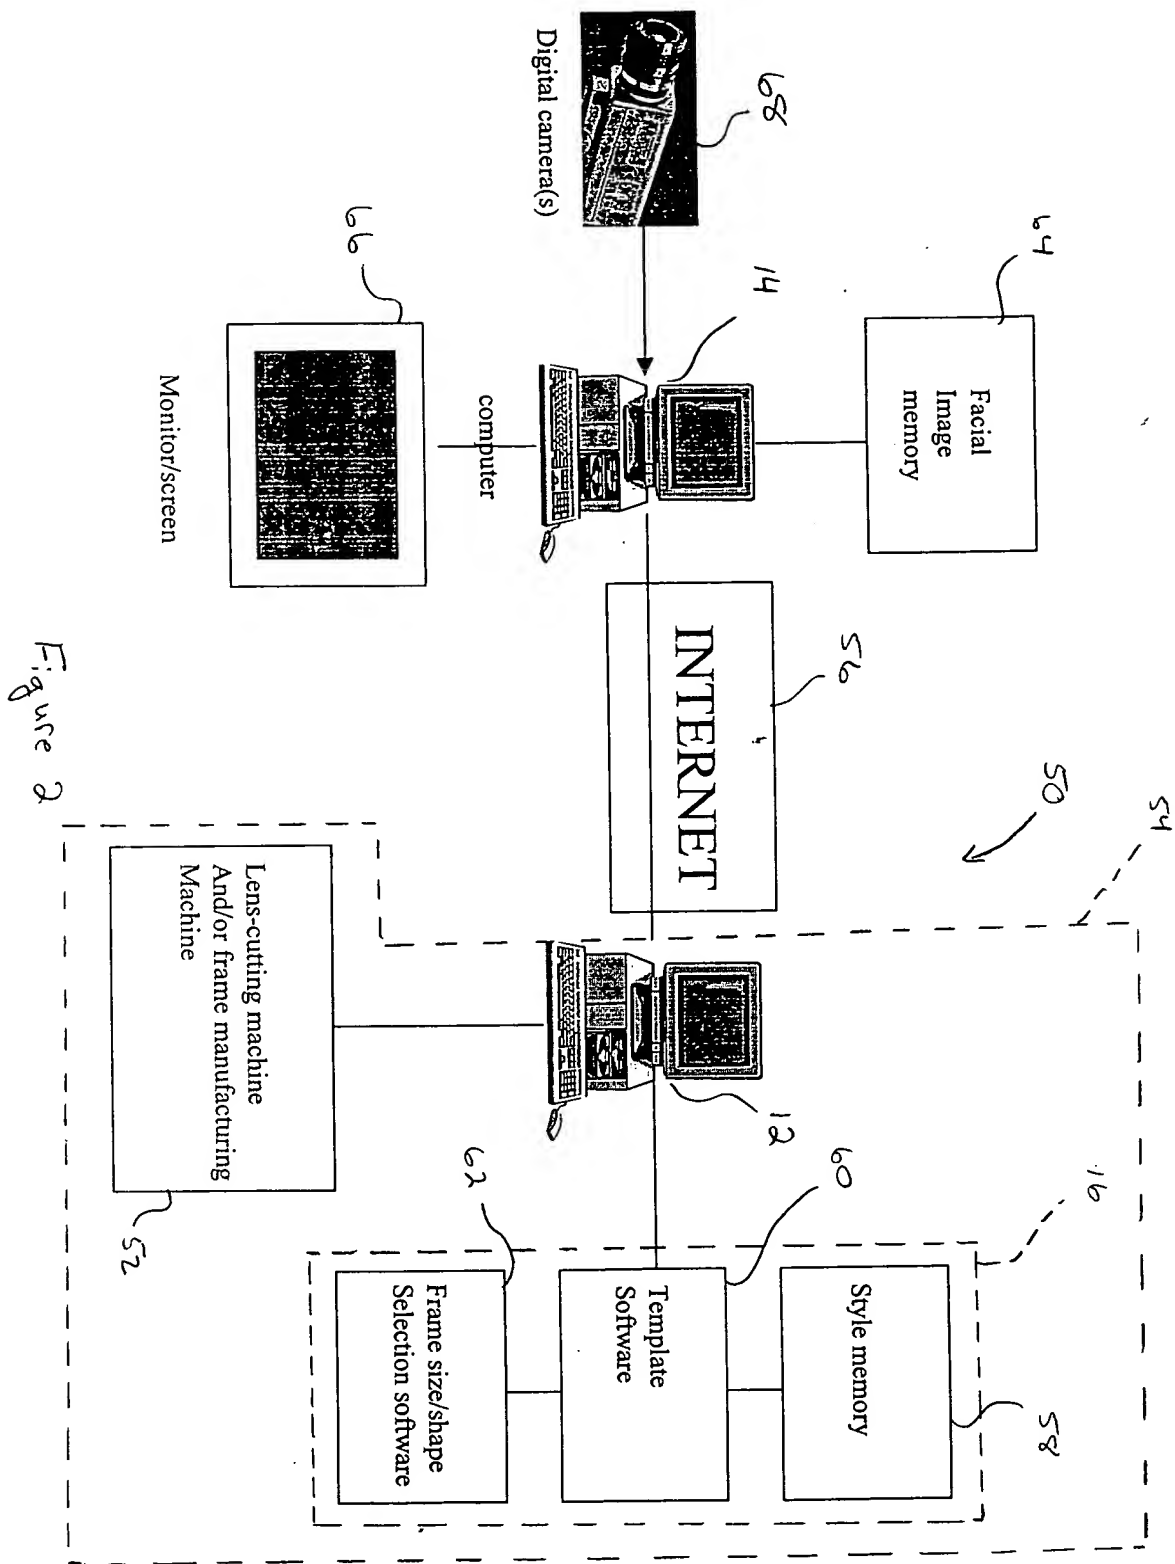 68
Digital camera(s)
64
Facial
Image
memory
14
computer
66
Monitor/screen
56
INTERNET
50
54
12
16
60
62
58
Style memory
Template
Software
Frame size/shape
Selection software
Lens-cutting machine
And/or frame manufacturing
Machine
52
Figure 2